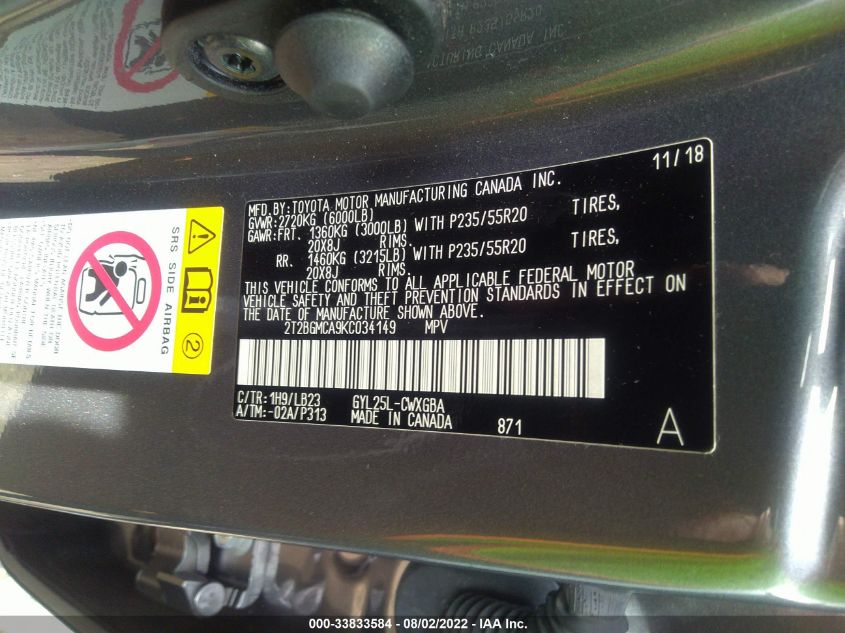 11/18
MFD.BY:TOYOTA MOTOR MANUFACTURING CANADA INC.
GVWR:2720KG (6000LB)
GAWR:FRT. 1360KG (3000LB) WITH P235/55R20 TIRES,
20X8J RIMS.
RR. 1460KG (3215LB) WITH P235/55R20 TIRES,
20X8J RIMS.
THIS VEHICLE CONFORMS TO ALL APPLICABLE FEDERAL MOTOR
VEHICLE SAFETY AND THEFT PREVENTION STANDARDS IN EFFECT ON
THE DATE OF MANUFACTURE SHOWN ABOVE.
2T2BGMCA9KC034149 MPV
C/TR:1H9/LB23 GYL25L-CWXGBA
A/TM:-02A/P313 MADE IN CANADA 871
A
SRS SIDE AIRBAG
2
000-33833584 - 08/02/2022 - IAA Inc.